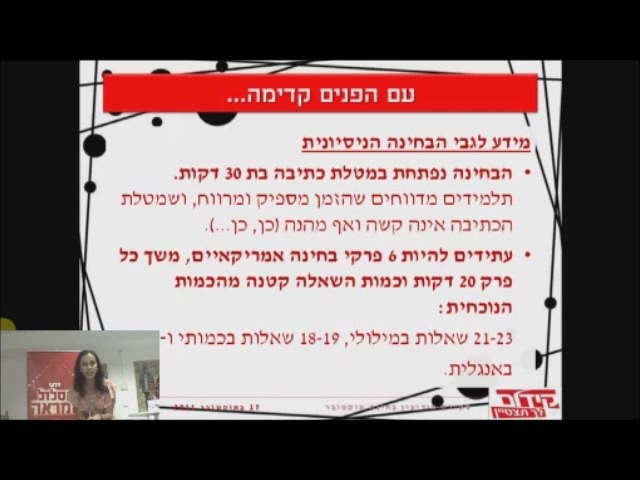 עם הפנים קדימה...
מידע לגבי הבחינה הניסיונית
• הבחינה נפתחת במטלת כתיבה בת 30 דקות.
תלמידים מדווחים שהזמן מספיק ומרווח, ושמטלת
הכתיבה אינה קשה ואף מהנה (כן, כן...).
• עתידים להיות 6 פרקי בחינה אמריקאיים, משך כל
פרק 20 דקות וכמות השאלה קטנה מהכמות
הנוכחית:
21-23 שאלות במילולי, 18-19 שאלות בכמותי ו-
באנגלית.
17 באוקטובר
קידום